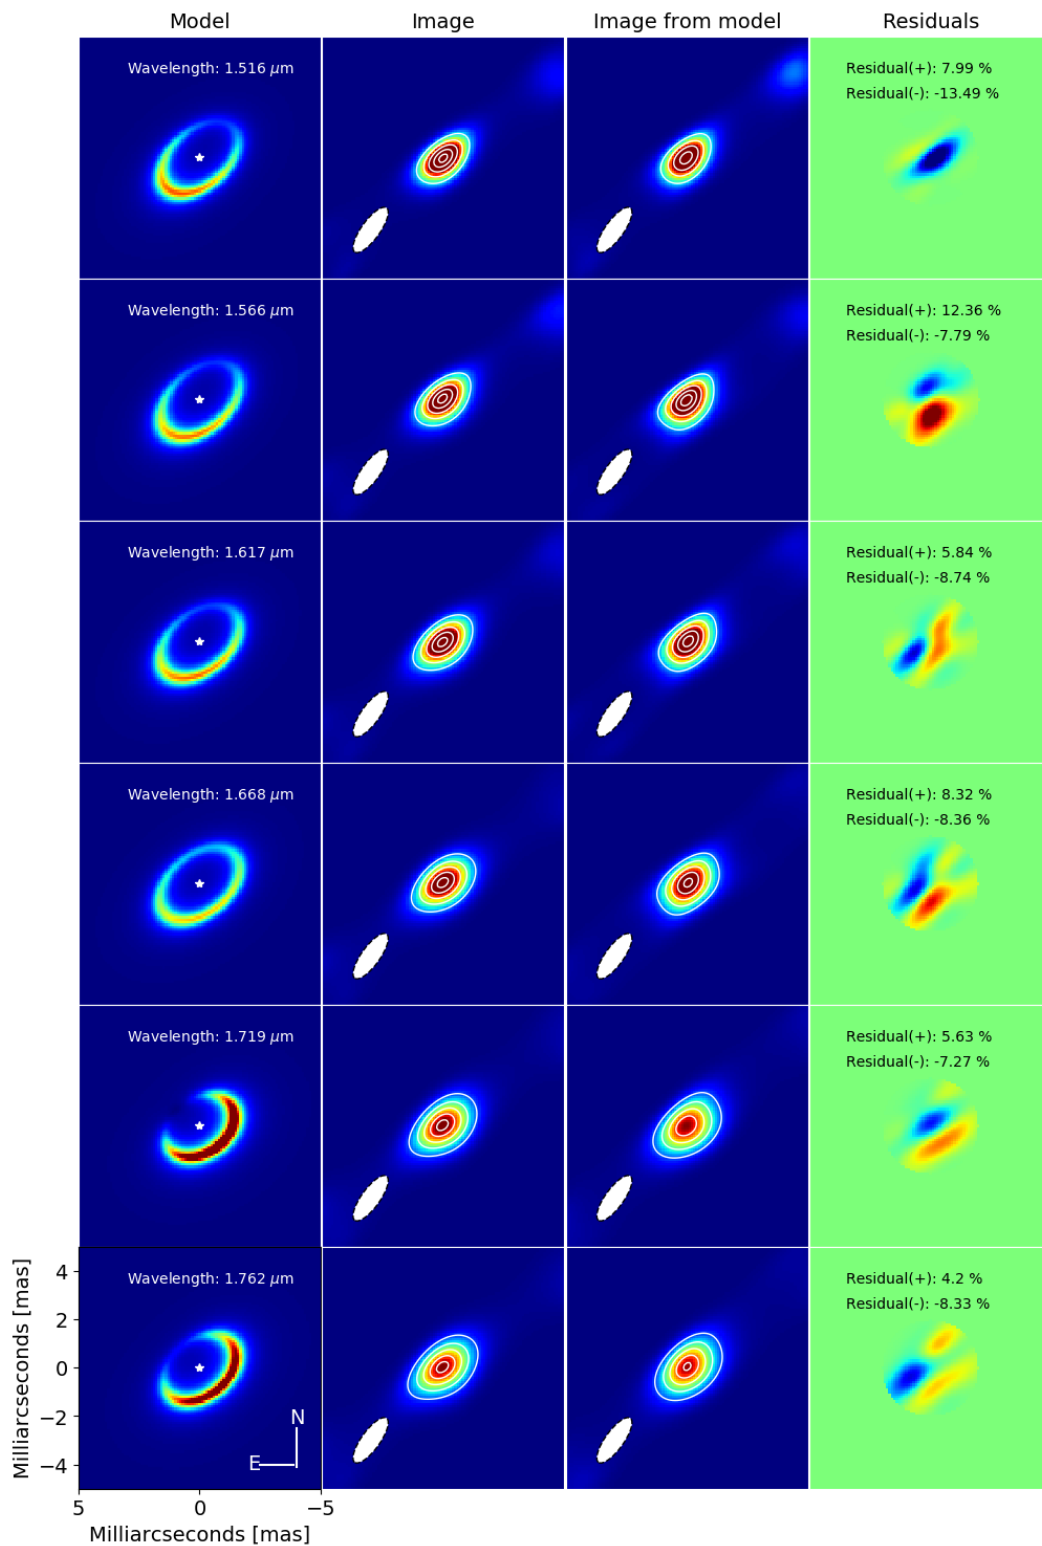 Model Image Image from model Residuals
Wavelength: 1.516 μm
Residual(+): 7.99 %
Residual(-): -13.49 %
Wavelength: 1.566 μm
Residual(+): 12.36 %
Residual(-): -7.79 %
Wavelength: 1.617 μm
Residual(+): 5.84 %
Residual(-): -8.74 %
Wavelength: 1.668 μm
Residual(+): 8.32 %
Residual(-): -8.36 %
Wavelength: 1.719 μm
Residual(+): 5.63 %
Residual(-): -7.27 %
Wavelength: 1.762 μm
Residual(+): 4.2 %
Residual(-): -8.33 %
Milliarcseconds [mas]
4
2
0
−2
−4
N
E
5 0 −5
Milliarcseconds [mas]